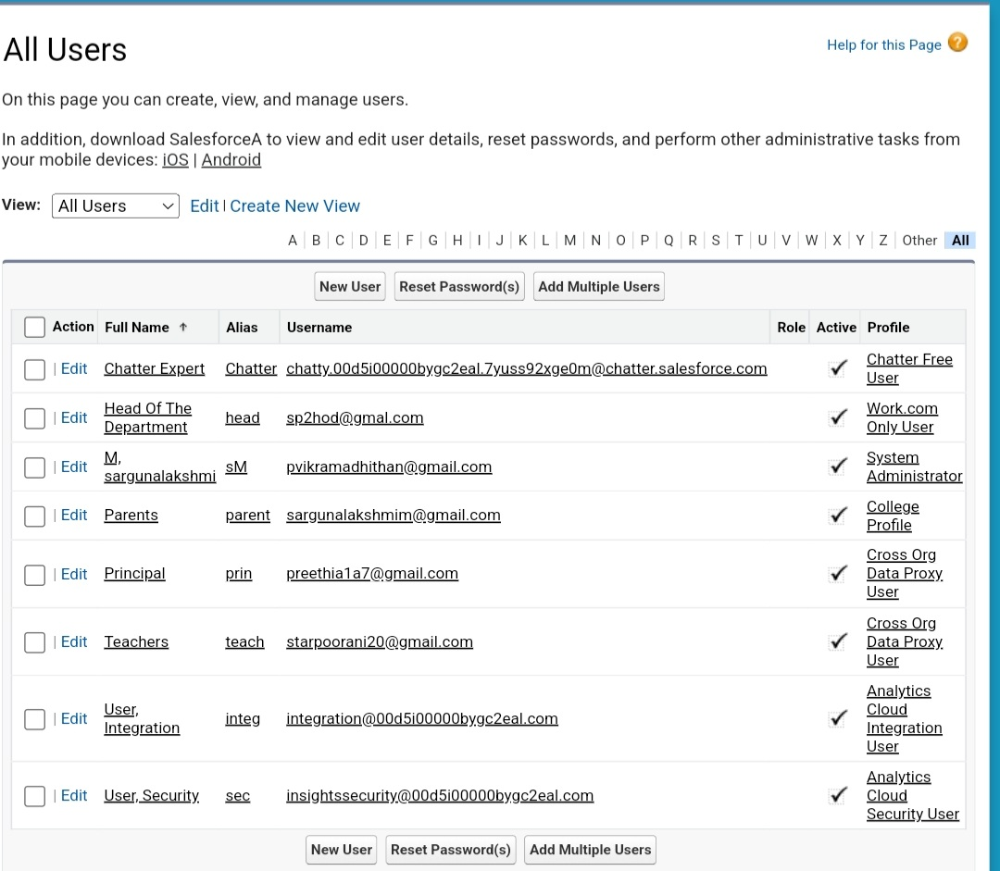 All Users
Help for this Page ?
On this page you can create, view, and manage users.
In addition, download SalesforceA to view and edit user details, reset passwords, and perform other administrative tasks from
your mobile devices: iOS | Android
View: All Users Edit | Create New View
A | B | C | D | E | F | G | H | I | J | K | L | M | N | O | P | Q | R | S | T | U | V | W | X | Y | Z | Other All
New User Reset Password(s) Add Multiple Users
Action Full Name ↑ Alias Username Role Active Profile
| Edit Chatter Expert Chatter chatty.00d5i00000bygc2eal.7yuss92xge0m@chatter.salesforce.com ✓ Chatter Free
User
| Edit Head Of The
Department head sp2hod@gmal.com ✓ Work.com
Only User
| Edit M,
sargunalakshmi sM pvikramadhithan@gmail.com ✓ System
Administrator
| Edit Parents parent sargunalakshmim@gmail.com ✓ College
Profile
| Edit Principal prin preethia1a7@gmail.com ✓ Cross Org
Data Proxy
User
| Edit Teachers teach starpoorani20@gmail.com ✓ Cross Org
Data Proxy
User
| Edit User,
Integration integ integration@00d5i00000bygc2eal.com ✓ Analytics
Cloud
Integration
User
| Edit User, Security sec insightssecurity@00d5i00000bygc2eal.com ✓ Analytics
Cloud
Security User
New User Reset Password(s) Add Multiple Users